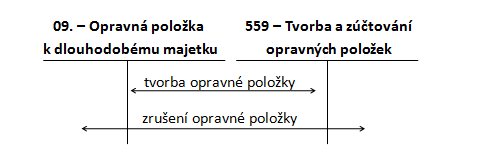 09. – Opravná položka
k dlouhodobému majetku
559 – Tvorba a zúčtování
opravných položek
tvorba opravné položky
zrušení opravné položky